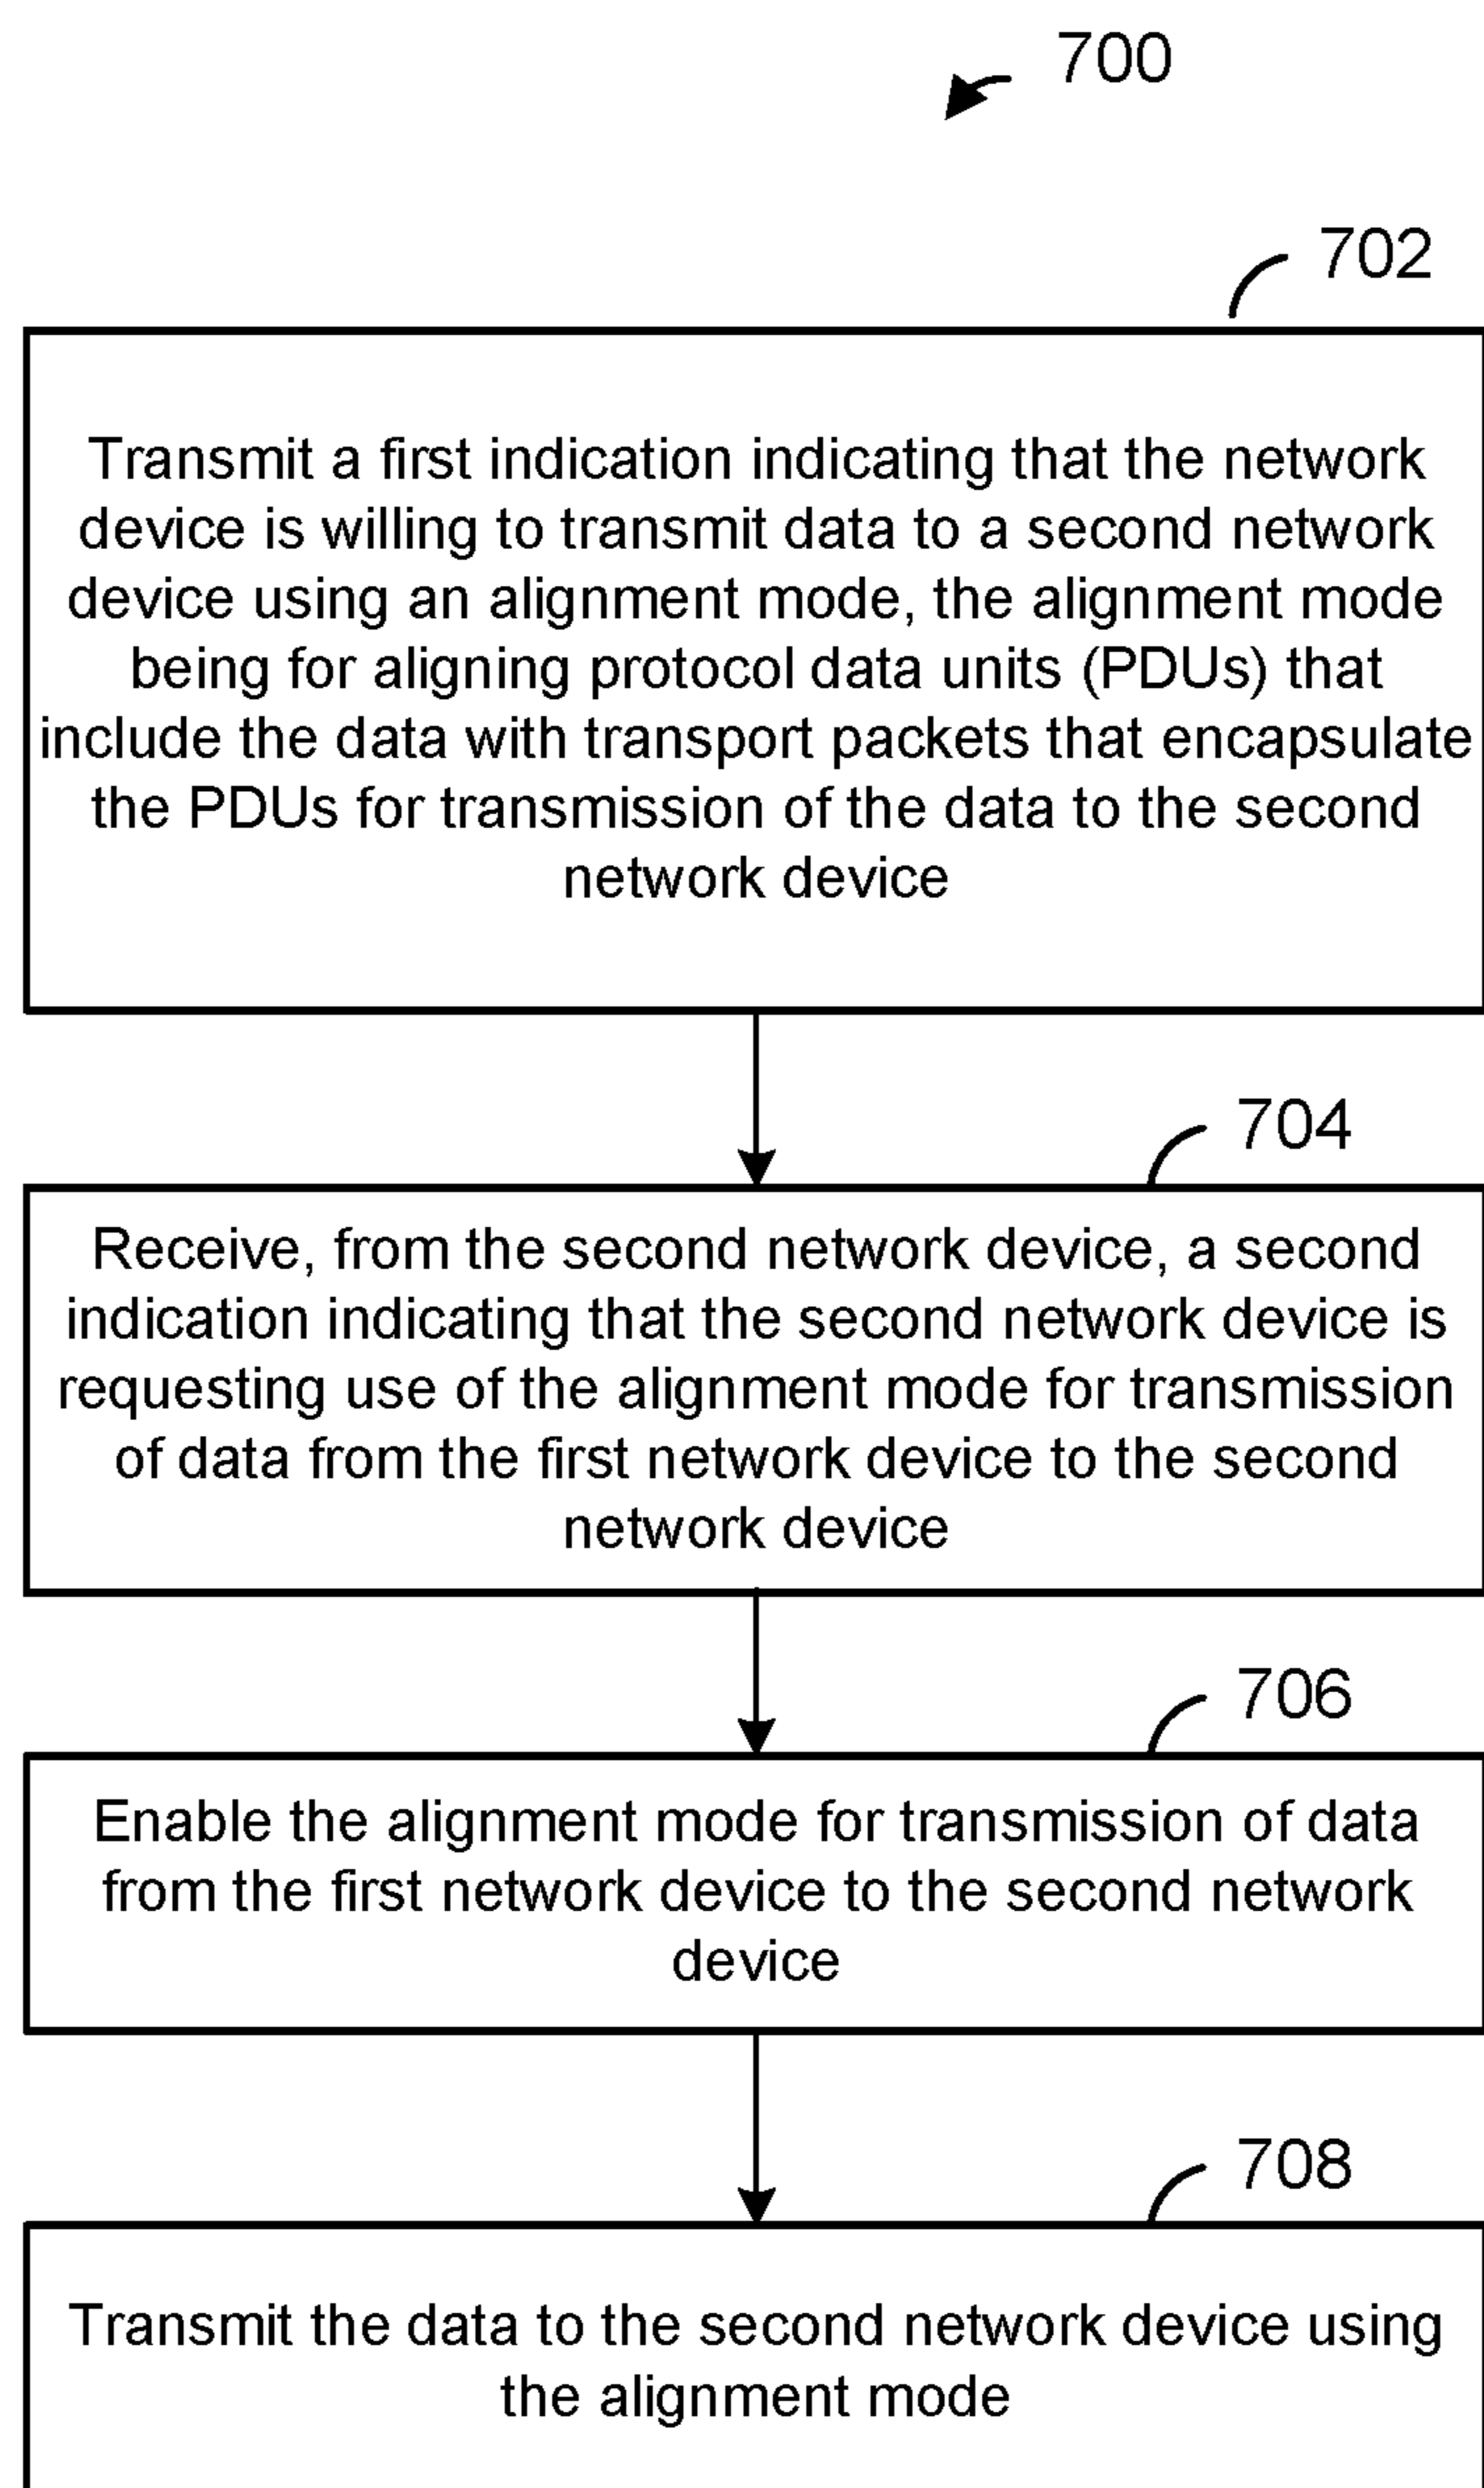 700
702
Transmit a first indication indicating that the network
device is willing to transmit data to a second network
device using an alignment mode, the alignment mode
being for aligning protocol data units (PDUs) that
include the data with transport packets that encapsulate
the PDUs for transmission of the data to the second
network device
704
Receive, from the second network device, a second
indication indicating that the second network device is
requesting use of the alignment mode for transmission
of data from the first network device to the second
network device
706
Enable the alignment mode for transmission of data
from the first network device to the second network
device
708
Transmit the data to the second network device using
the alignment mode